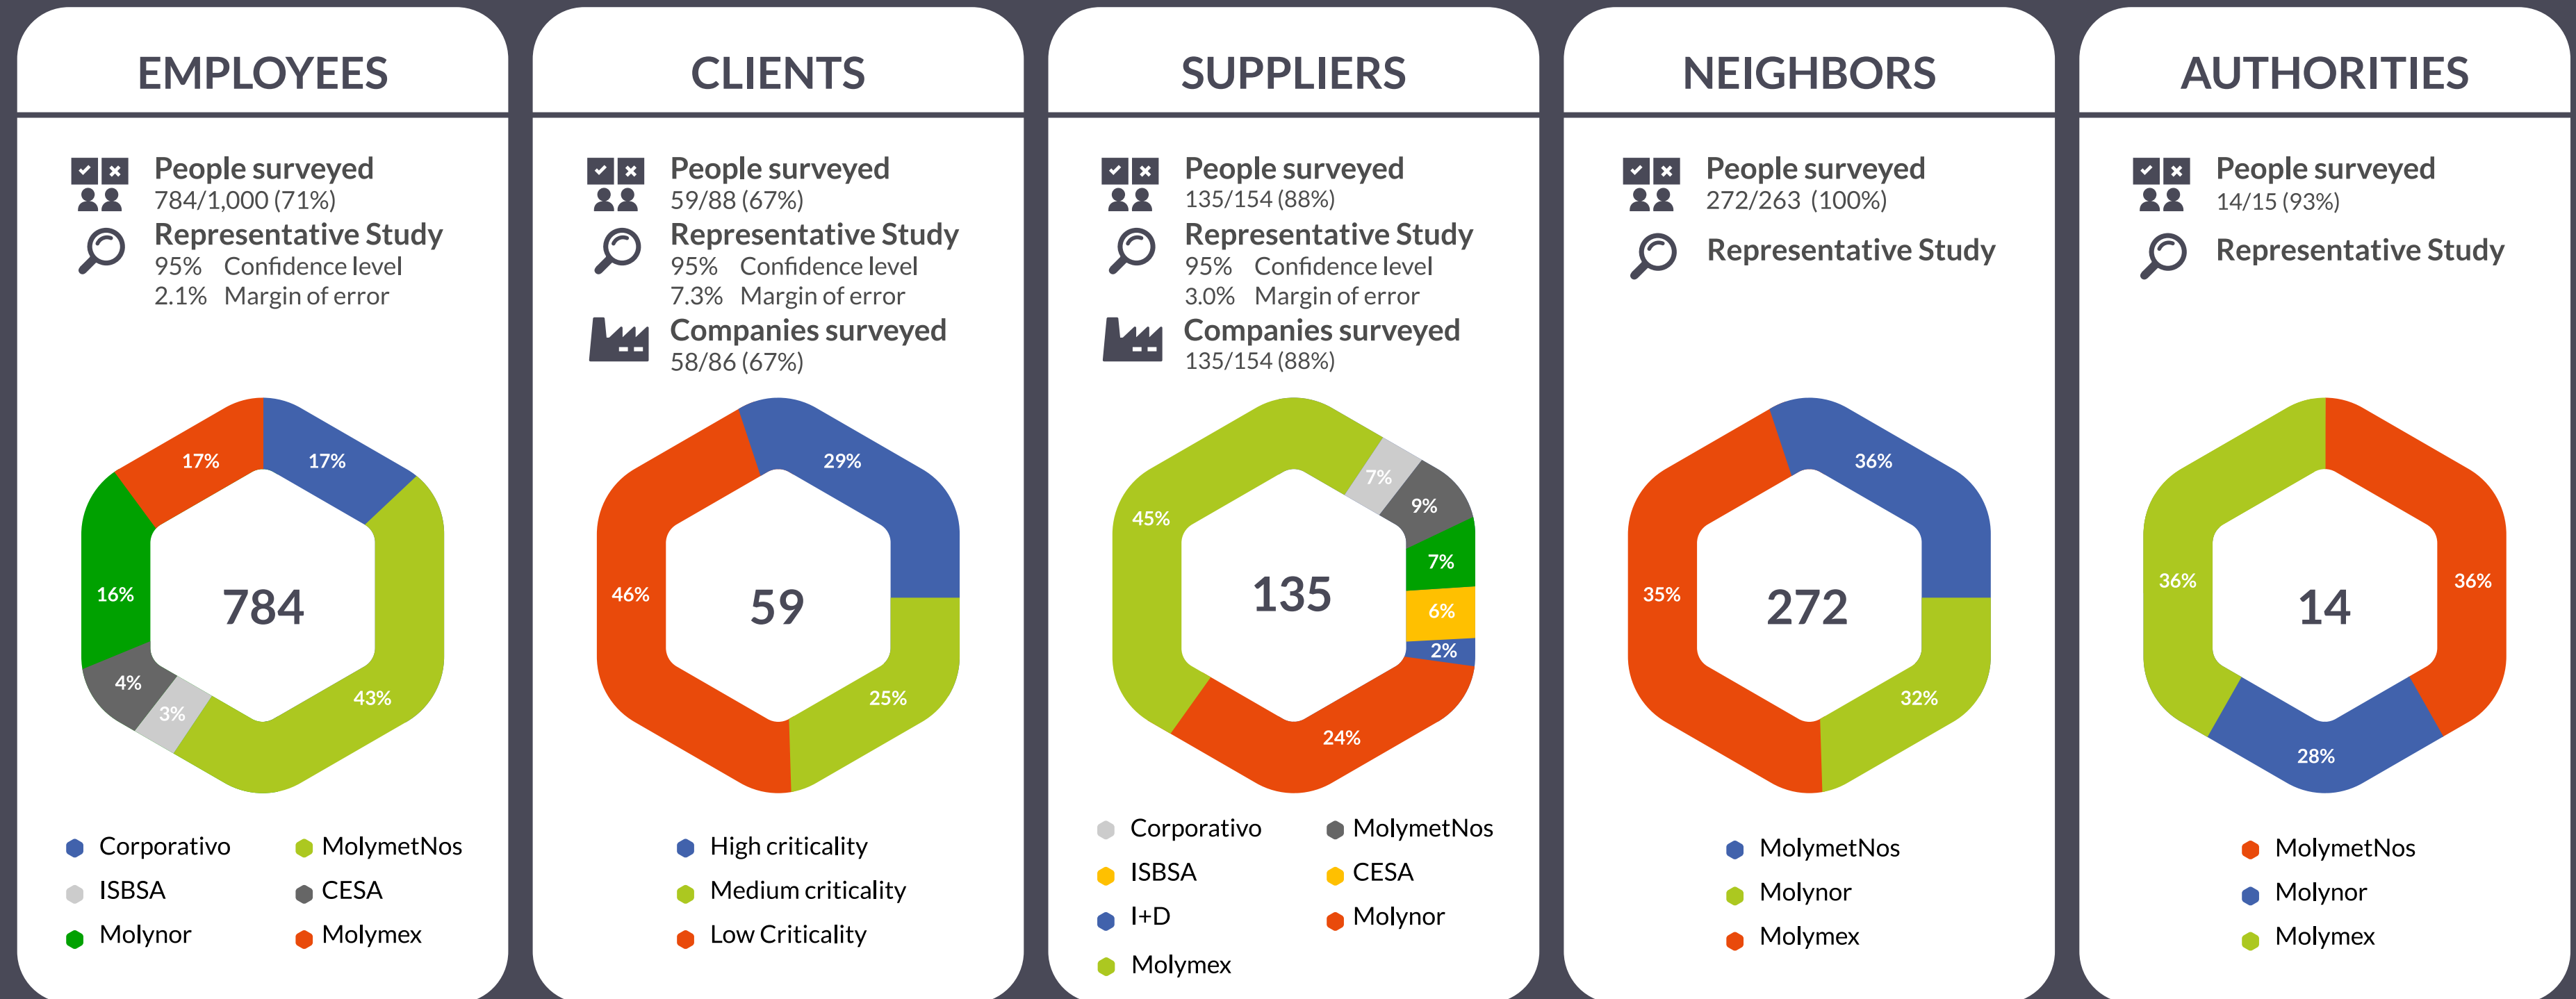 EMPLOYEES
People surveyed
784/1,000 (71%)
Representative Study
95% Confidence level
2.1% Margin of error
17%
17%
16%
4%
3%
43%
784
Corporativo
MolymetNos
ISBSA
CESA
Molynor
Molymex
CLIENTS
People surveyed
59/88 (67%)
Representative Study
95% Confidence level
7.3% Margin of error
Companies surveyed
58/86 (67%)
29%
46%
25%
59
High criticality
Medium criticality
Low Criticality
SUPPLIERS
People surveyed
135/154 (88%)
Representative Study
95% Confidence level
3.0% Margin of error
Companies surveyed
135/154 (88%)
7%
9%
45%
7%
6%
2%
24%
135
Corporativo
MolymetNos
ISBSA
CESA
I+D
Molynor
Molymex
NEIGHBORS
People surveyed
272/263 (100%)
Representative Study
36%
35%
32%
272
MolymetNos
Molynor
Molymex
AUTHORITIES
People surveyed
14/15 (93%)
Representative Study
36%
36%
28%
14
MolymetNos
Molynor
Molymex